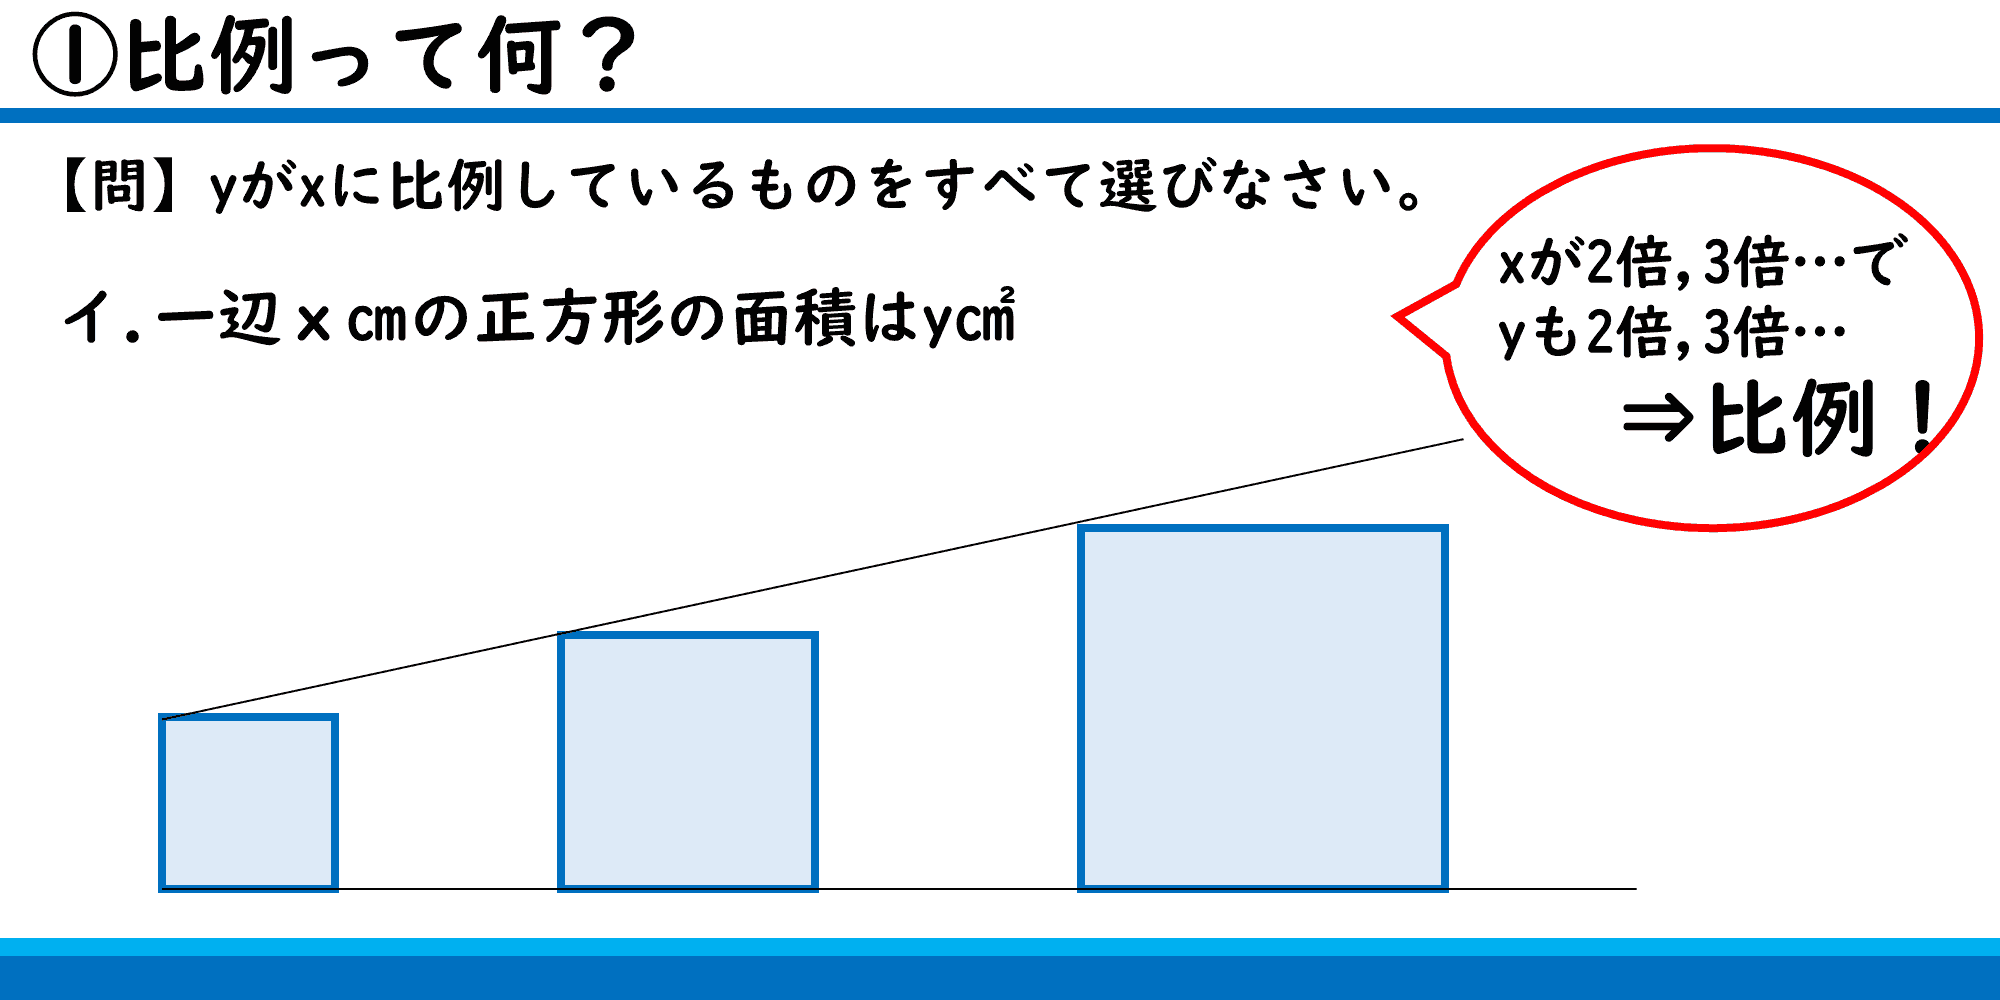 ①比例って何？
【問】yがxに比例しているものをすべて選びなさい。
イ.一辺ｘ㎝の正方形の面積はy㎠
xが2倍,3倍…で
yも2倍,3倍…
⇒比例！